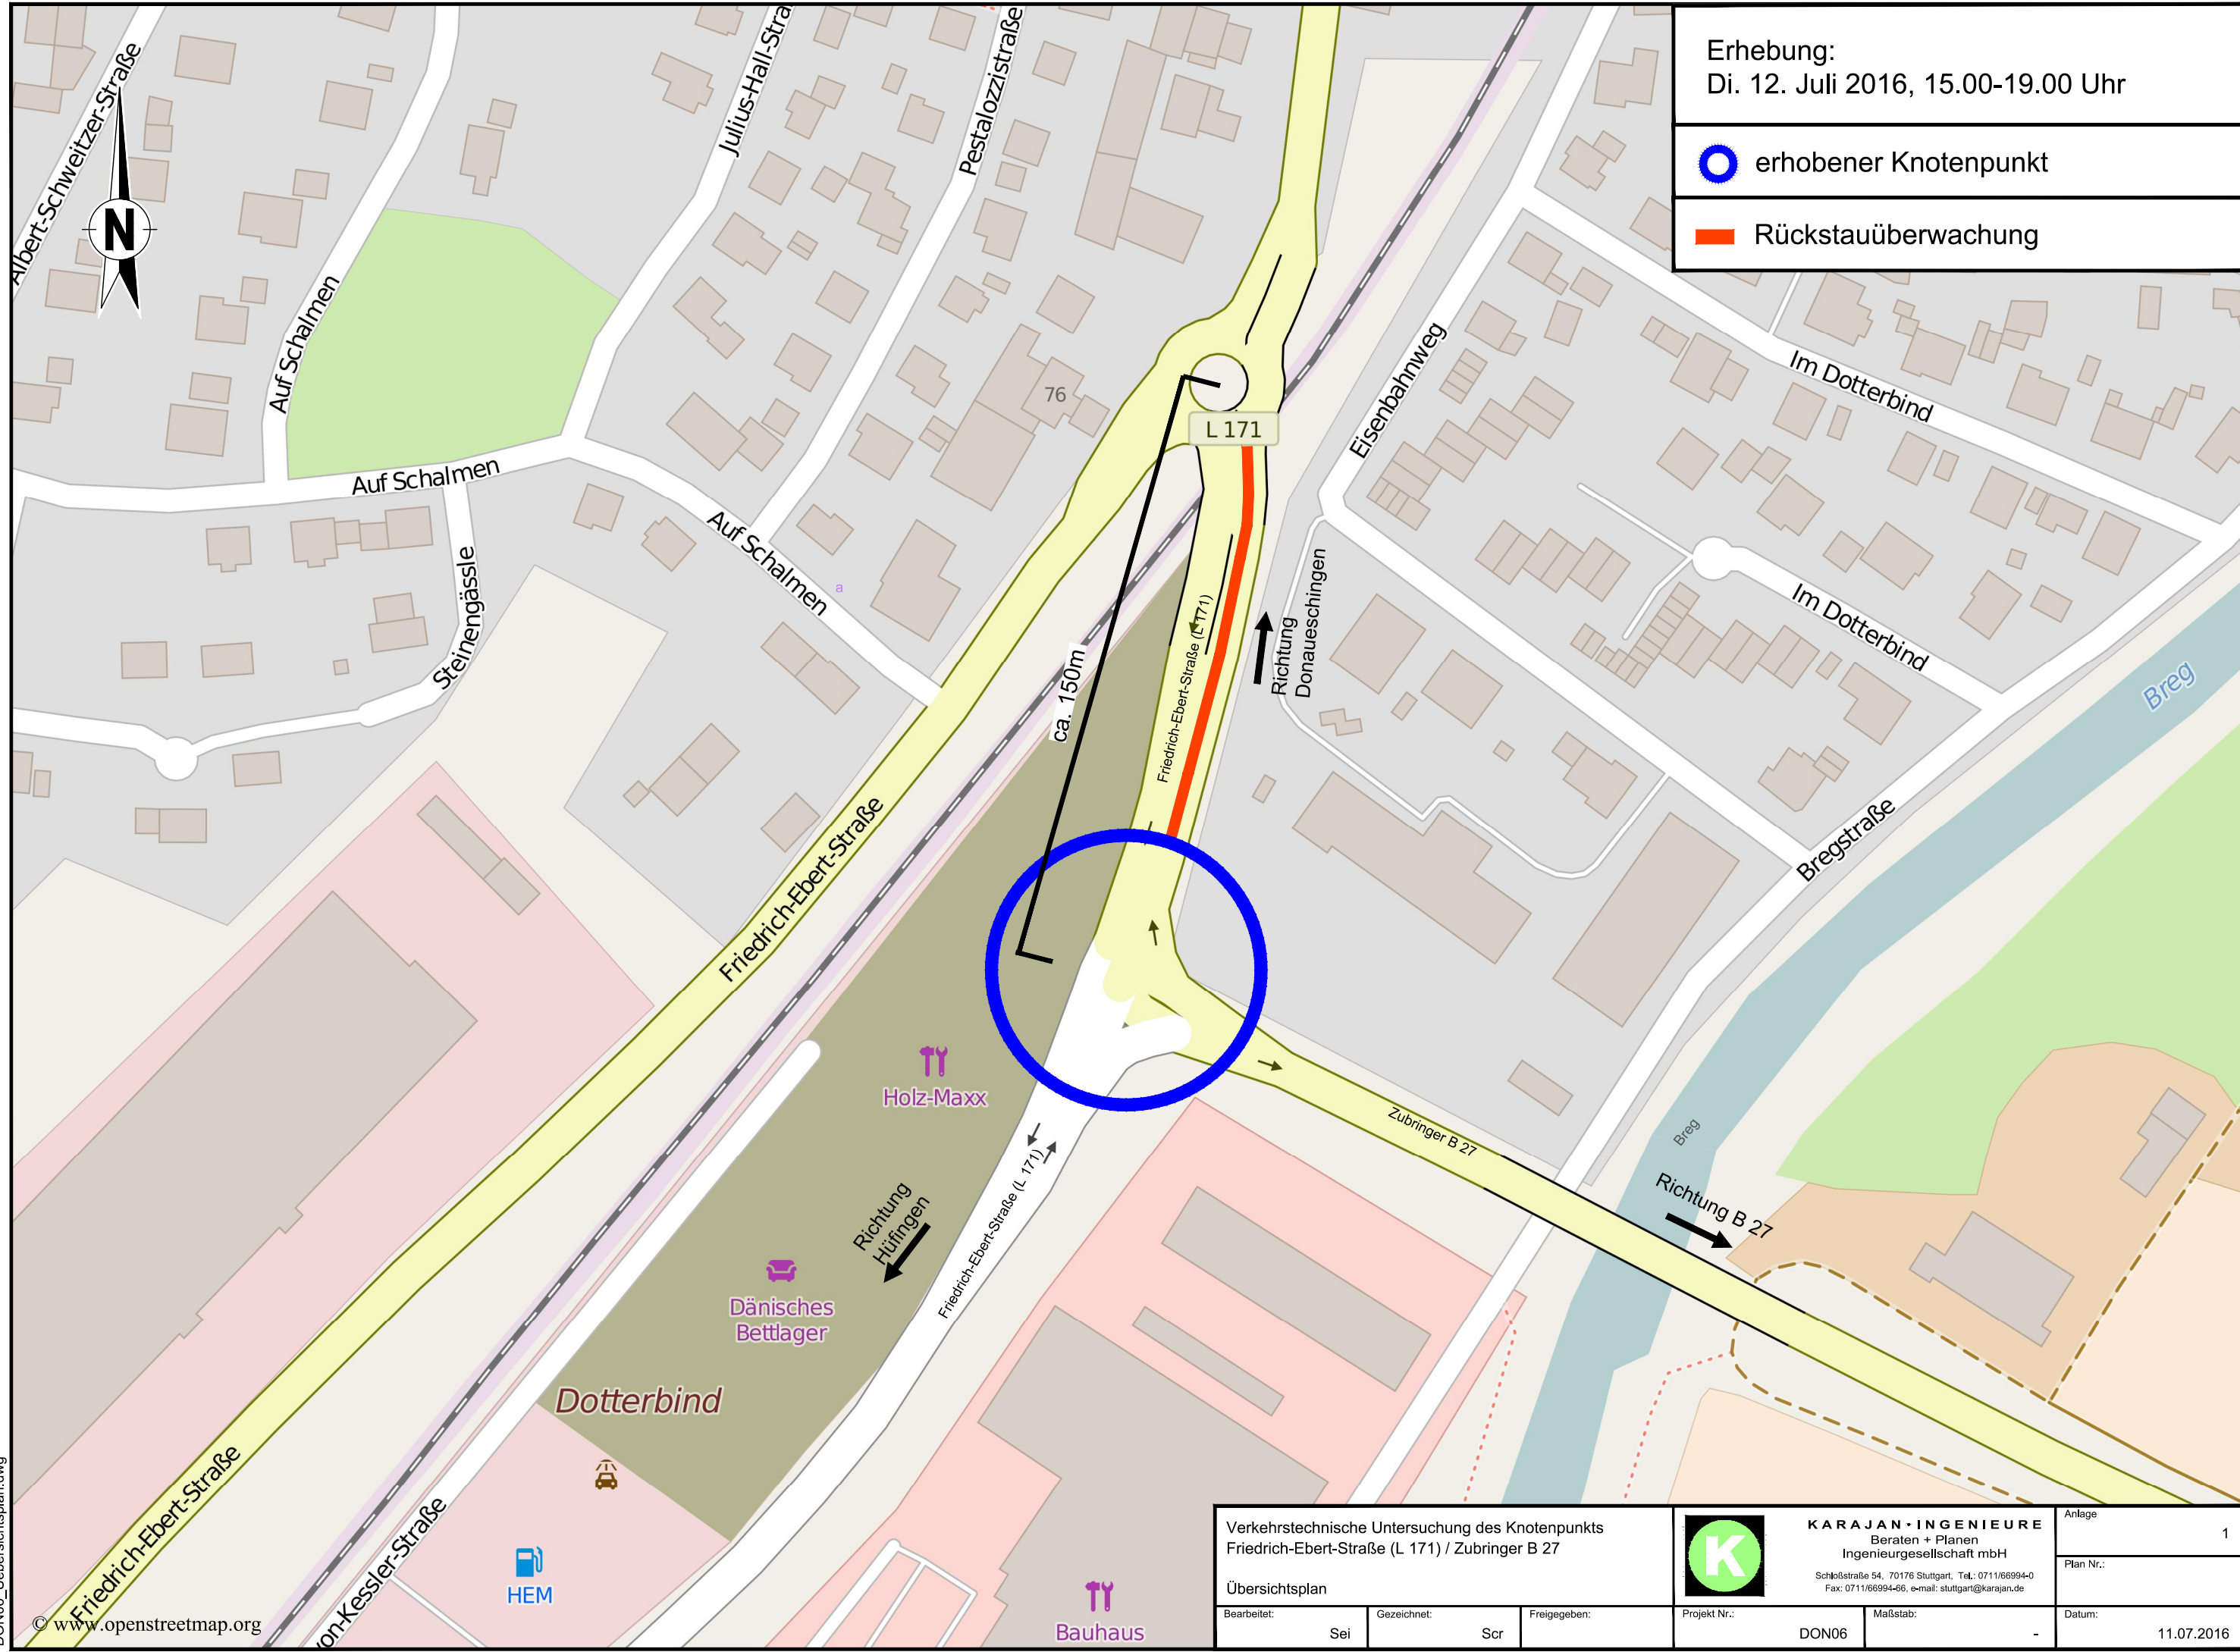 Erhebung:
Di. 12. Juli 2016, 15.00-19.00 Uhr
erhobener Knotenpunkt
Rückstauüberwachung
Albert-Schweitzer-Straße
N
Auf Schalmen
Julius-Hall-Stra
Pestalozzistraße
76
L 171
Eisenbahnweg
Im Dotterbind
Auf Schalmen
Auf Schalmen
a
Steinengässle
ca. 150m
Friedrich-Ebert-Straße (L 171)
Richtung
Donaueschingen
Im Dotterbind
Breg
Bregstraße
Friedrich-Ebert-Straße
Holz-Maxx
Zubringer B 27
Breg
Richtung B 27
Richtung
Hüfingen
Friedrich-Ebert-Straße (L 171)
Dänisches
Bettlager
Dotterbind
HEM
Bauhaus
Friedrich-Ebert-Straße
on-Kessler-Straße
© www.openstreetmap.org
Verkehrstechnische Untersuchung des Knotenpunkts
Friedrich-Ebert-Straße (L 171) / Zubringer B 27
Übersichtsplan
Bearbeitet:
Sei
Gezeichnet:
Scr
Freigegeben:
K
KARAJAN · INGENIEURE
Beraten + Planen
Ingenieurgesellschaft mbH
Schloßstraße 54, 70176 Stuttgart, Tel.: 0711/66994-0
Fax: 0711/66994-66, e-mail: stuttgart@karajan.de
Projekt Nr.:
DON06
Maßstab:
-
Anlage
1
Plan Nr.:
Datum:
11.07.2016